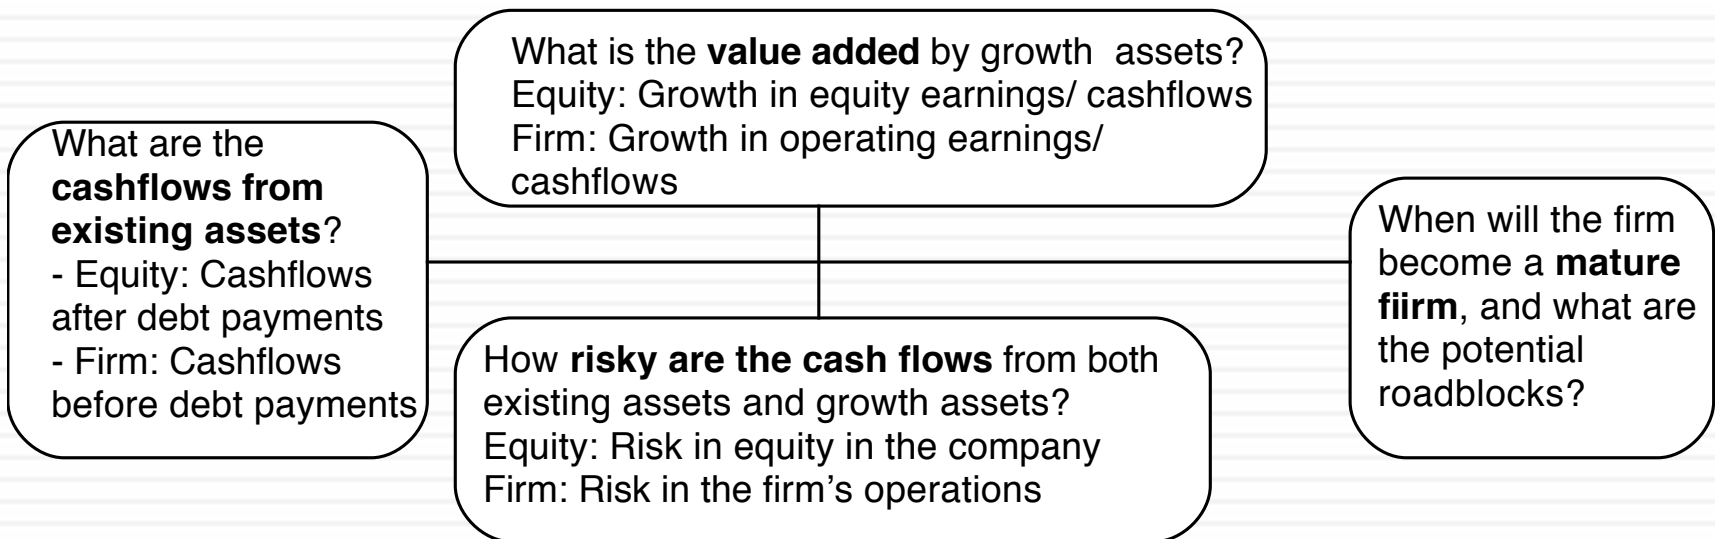 What is the value added by growth  assets?
Equity: Growth in equity earnings/ cashflows
Firm: Growth in operating earnings/
cashflows
What are the
cashflows from
existing assets?
- Equity: Cashflows
after debt payments
- Firm: Cashflows
before debt payments
How risky are the cash flows from both
existing assets and growth assets?
Equity: Risk in equity in the company
Firm: Risk in the firm’s operations
When will the firm
become a mature
fiirm, and what are
the potential
roadblocks?